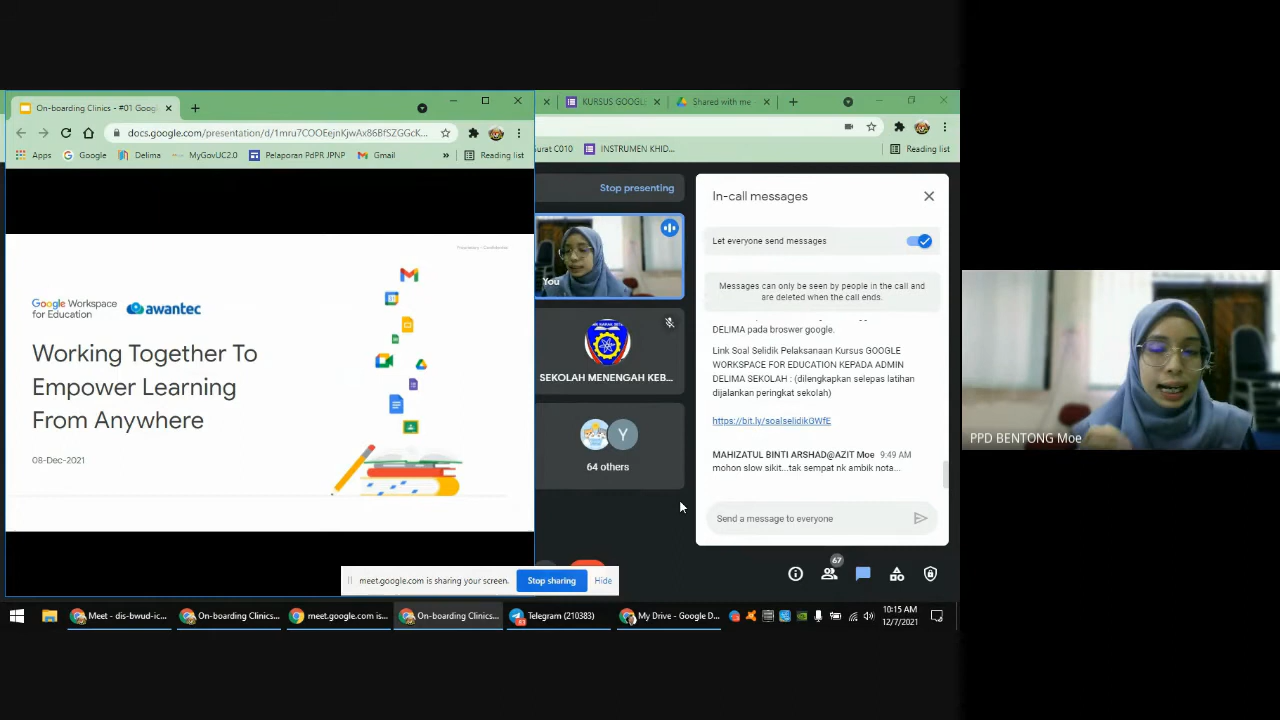 On-boarding Clinics - #01 Googl
KURSUS GOOGL
Shared with me -
docs.google.com/presentation/d/1mru7COOEejnKjwAx86BfSZGGcK...
Apps
Google
Delima
MyGovUC2.0
Pelaporan PdPR JPNP
Gmail
»
Reading list
Surat C010
INSTRUMEN KHID...
Reading list
Stop presenting
You
SEKOLAH MENENGAH KEB...
Y
64 others
In-call messages
Let everyone send messages
Messages can only be seen by people in the call and
are deleted when the call ends.
DELIMA pada broswer google.
Link Soal Selidik Pelaksanaan Kursus GOOGLE
WORKSPACE FOR EDUCATION KEPADA ADMIN
DELIMA SEKOLAH : (dilengkapkan selepas latihan
dijalankan peringkat sekolah)
https://bit.ly/soalselidikGWfE
MAHIZATUL BINTI ARSHAD@AZIT Moe 9:49 AM
mohon slow sikit...tak sempat nk ambik nota...
Send a message to everyone
67
Proprietary + Confidential
Google Workspace
for Education
awantec
Working Together To
Empower Learning
From Anywhere
08-Dec-2021
PPD BENTONG Moe
meet.google.com is sharing your screen.
Stop sharing
Hide
Meet - dis-bwud-ic...
On-boarding Clinics...
meet.google.com is...
On-boarding Clinics...
Telegram (210383)
My Drive - Google D...
10:15 AM
12/7/2021